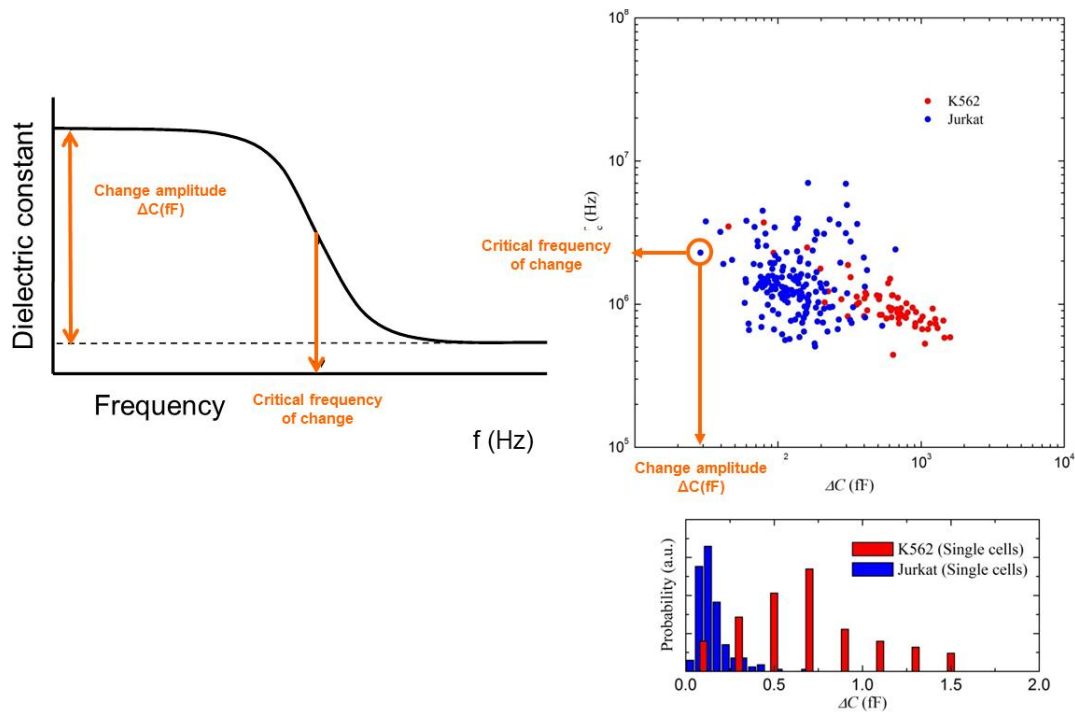 Dielectric constant
Change amplitude
ΔC(fF)
Frequency
Critical frequency
of change
f (Hz)
10⁸
10⁷
10⁶
10⁵
(Hz)
K562
Jurkat
Critical frequency
of change
Change amplitude
ΔC(fF)
2
10³
10⁴
ΔC (fF)
Probability (a.u.)
K562 (Single cells)
Jurkat (Single cells)
0.0 0.5 1.0 1.5 2.0
ΔC (fF)